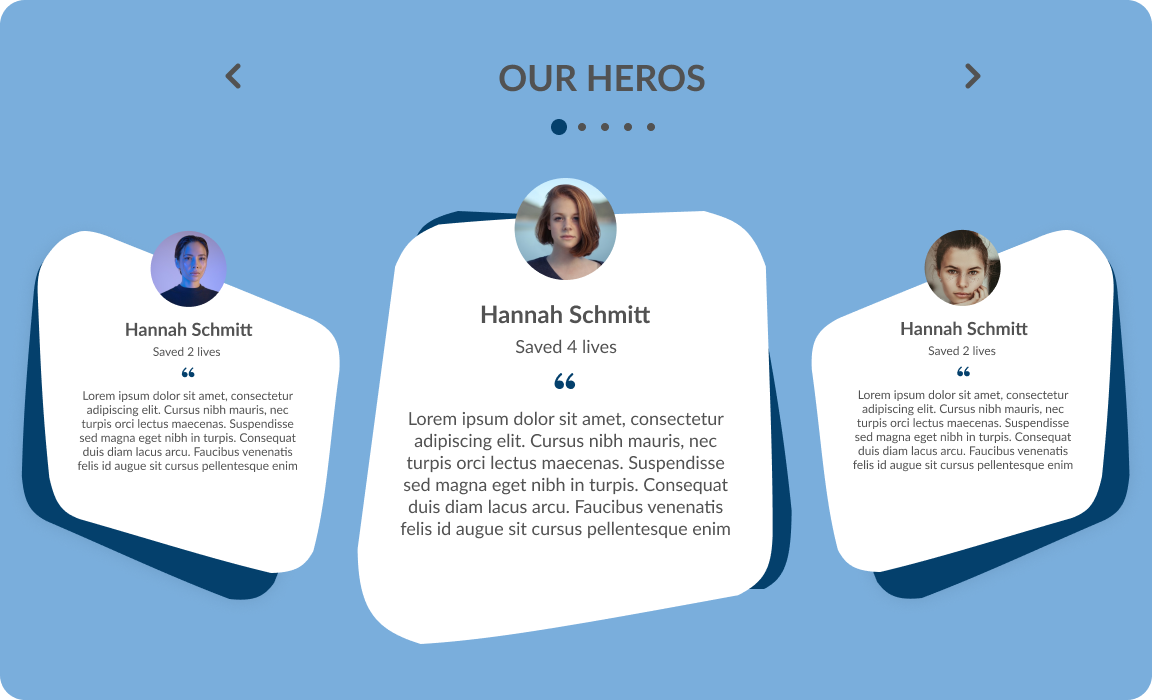 OUR HEROS
Hannah Schmitt
Saved 2 lives
“
Lorem ipsum dolor sit amet, consectetur
adipiscing elit. Cursus nibh mauris, nec
turpis orci lectus maecenas. Suspendisse
sed magna eget nibh in turpis. Consequat
duis diam lacus arcu. Faucibus venenatis
felis id augue sit cursus pellentesque enim
Hannah Schmitt
Saved 4 lives
“
Lorem ipsum dolor sit amet, consectetur
adipiscing elit. Cursus nibh mauris, nec
turpis orci lectus maecenas. Suspendisse
sed magna eget nibh in turpis. Consequat
duis diam lacus arcu. Faucibus venenatis
felis id augue sit cursus pellentesque enim
Hannah Schmitt
Saved 2 lives
“
Lorem ipsum dolor sit amet, consectetur
adipiscing elit. Cursus nibh mauris, nec
turpis orci lectus maecenas. Suspendisse
sed magna eget nibh in turpis. Consequat
duis diam lacus arcu. Faucibus venenatis
felis id augue sit cursus pellentesque enim